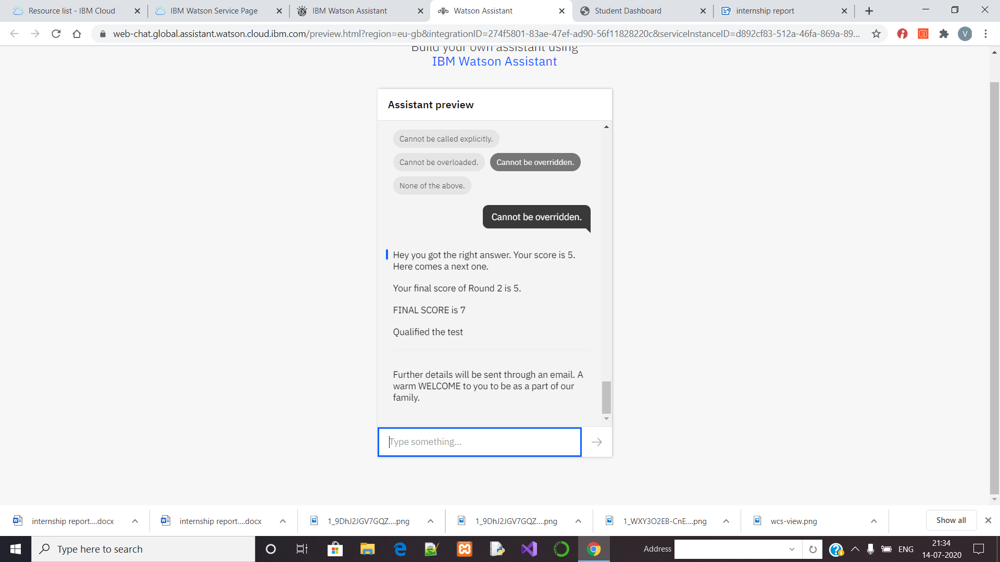 Resource list - IBM Cloud
IBM Watson Service Page
IBM Watson Assistant
Watson Assistant
Student Dashboard
internship report
web-chat.global.assistant.watson.cloud.ibm.com/preview.html?region=eu-gb&integrationID=274f5801-83ae-47ef-ad90-56f11828220c&serviceInstanceID=d892cf83-512a-46fa-869a-89...
V
Build your own assistant using
IBM Watson Assistant
Assistant preview
Cannot be called explicitly.
Cannot be overloaded.
Cannot be overridden.
None of the above.
Cannot be overridden.
Hey you got the right answer. Your score is 5.
Here comes a next one.
Your final score of Round 2 is 5.
FINAL SCORE is 7
Qualified the test
Further details will be sent through an email. A
warm WELCOME to you to be as a part of our
family.
Type something...
internship report....docx
internship report....docx
1_9DhJ2JGV7GQZ....png
1_9DhJ2JGV7GQZ....png
1_WXY3O2EB-CnE....png
wcs-view.png
Show all
Type here to search
Address
ENG
21:34
14-07-2020